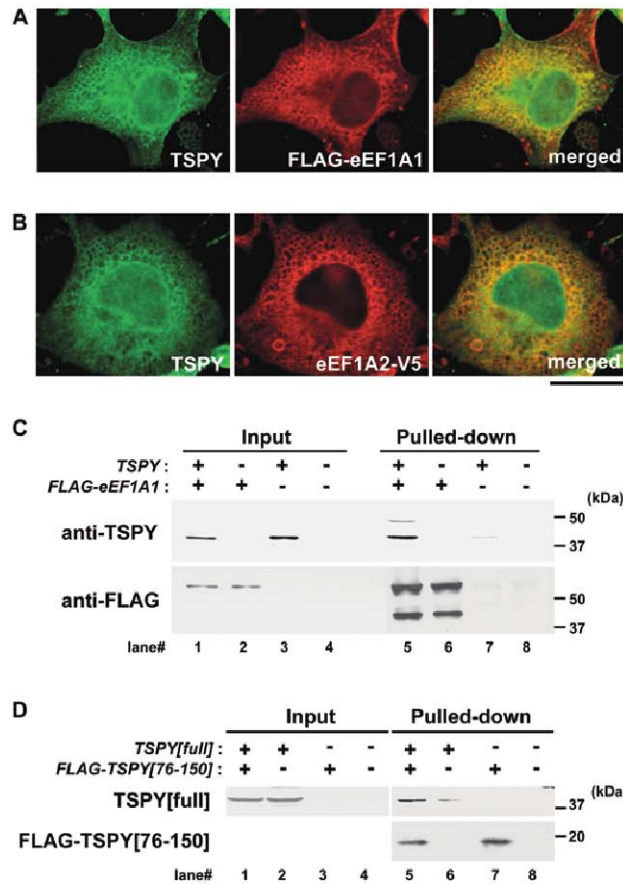 A
TSPY
FLAG-eEF1A1
merged
B
TSPY
eEF1A2-V5
merged
C
Input Pulled-down
TSPY : + - + - + - + -
FLAG-eEF1A1 : + + - - + + - - (kDa)
anti-TSPY
50
37
anti-FLAG
50
37
lane# 1 2 3 4 5 6 7 8
D
Input Pulled-down
TSPY[full] : + + - - + + - -
FLAG-TSPY[76-150] : + - + - + - + -
TSPY[full] (kDa
37
FLAG-TSPY[76-150] 20
lane# 1 2 3 4 5 6 7 8